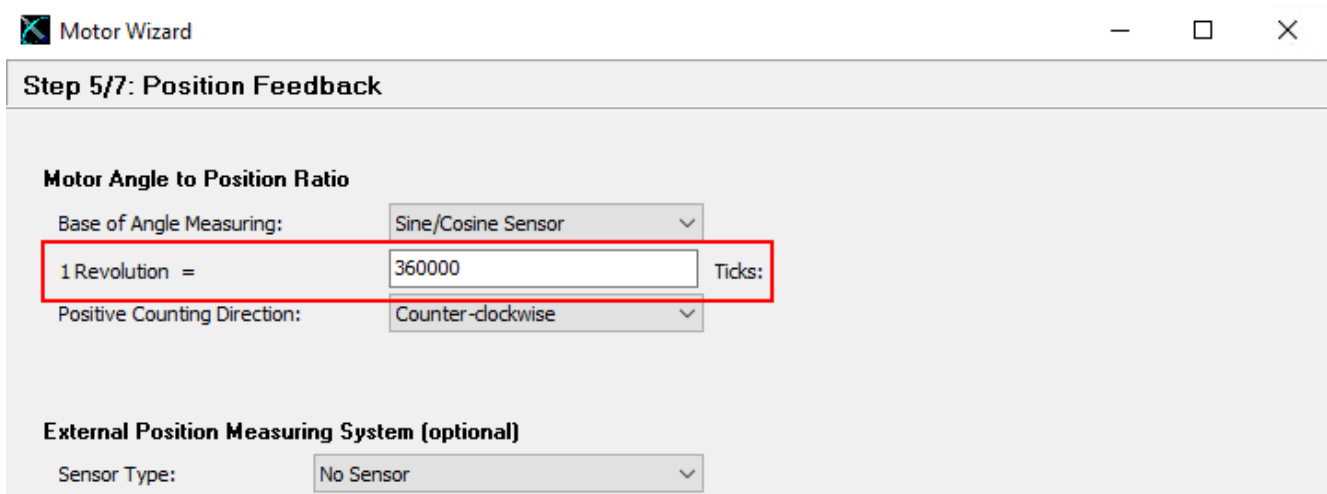 Motor Wizard
Step 5/7: Position Feedback
Motor Angle to Position Ratio
Base of Angle Measuring: Sine/Cosine Sensor
1 Revolution = 360000 Ticks:
Positive Counting Direction: Counter-clockwise
External Position Measuring System (optional)
Sensor Type: No Sensor